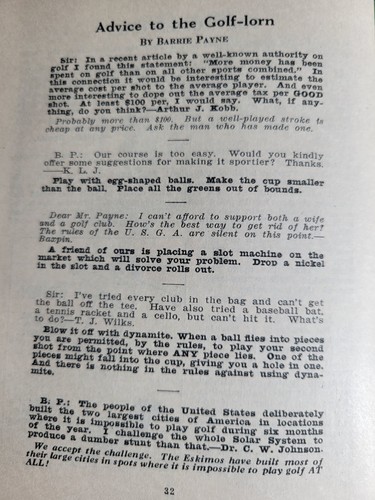 Advice to the Golf-lorn
BY BARRIE PAYNE
Sir: In a recent article by a well-known authority on
golf I found this statement: "More money has been
spent on golf than on all other sports combined." In
this connection it would be interesting to estimate the
average cost per shot to the average player. And even
more interesting to dope out the average tax per GOOD
shot. At least $100 per, I would say. What, if any-
thing, do you think?—Arthur J. Kobb.
Probably more than $100. But a well-played stroke is
cheap at any price. Ask the man who has made one.
B. P.: Our course is too easy. Would you kindly
offer some suggestions for making it sportier? Thanks.
—K. L. J.
Play with egg-shaped balls. Make the cup smaller
than the ball. Place all the greens out of bounds.
Dear Mr. Payne: I can't afford to support both a wife
and a golf club. How's the best way to get rid of her?
The rules of the U. S. G. A. are silent on this point.—
Baxpin.
A friend of ours is placing a slot machine on the
market which will solve your problem. Drop a nickel
in the slot and a divorce rolls out.
Sir: I've tried every club in the bag and can't get
the ball off the tee. Have also tried a baseball bat,
a tennis racket and a cello, but can't hit it. What's
to do?—T. J. Wilks.
Blow it off with dynamite. When a ball flies into pieces
you are permitted, by the rules, to play your second
shot from the point where ANY piece lies. One of the
pieces might fall into the cup, giving you a hole in one.
And there is nothing in the rules against using dyna-
mite.
B. P.: The people of the United States deliberately
built the two largest cities of America in locations
where it is impossible to play golf during six months
of the year. I challenge the whole Solar System to
produce a dumber stunt than that.—Dr. C. W. Johnson.
We accept the challenge. The Eskimos have built most of
their large cities in spots where it is impossible to play golf AT
ALL!
32